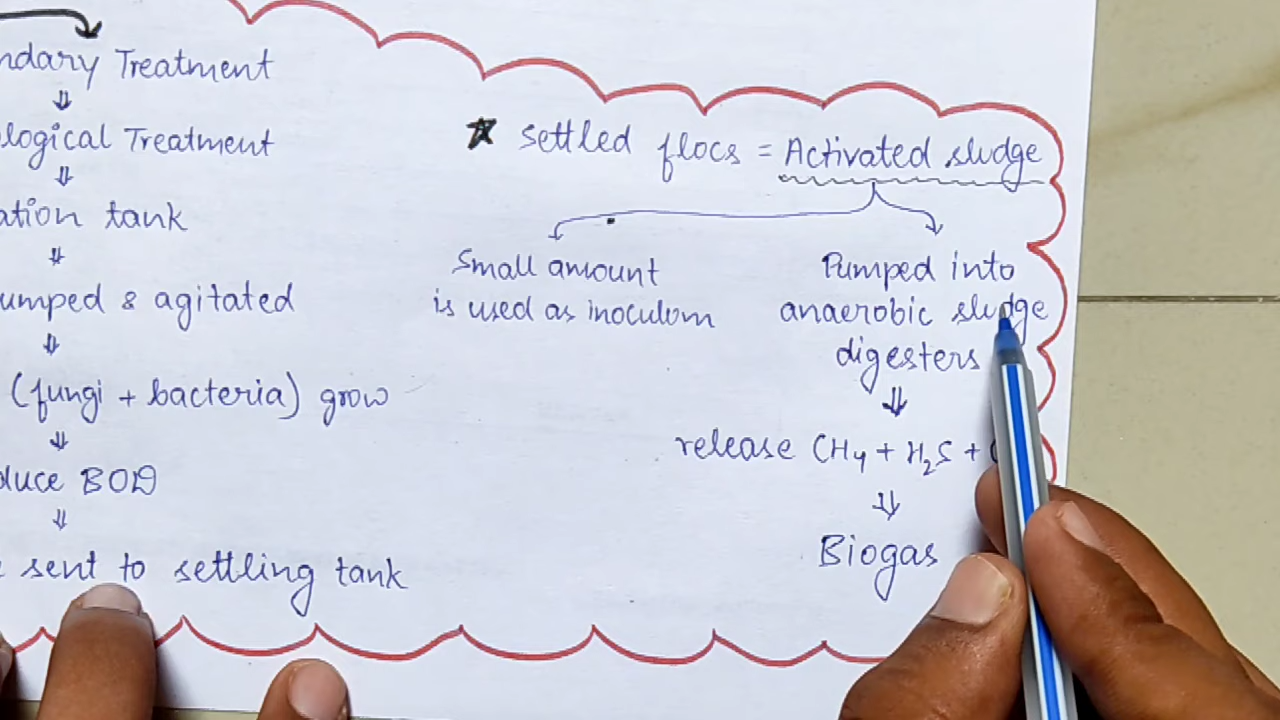 ndary Treatment
⇓
logical Treatment
⇓
ation tank
⇓
umped & agitated
⇓
(fungi + bacteria) grow
⇓
duce BOD
⇓
sent to settling tank
★ settled flocs = Activated sludge
Small amount
is used as inoculum
Pumped into
anaerobic sludge
digesters
⇓
release CH4 + H2S +
⇓
Biogas